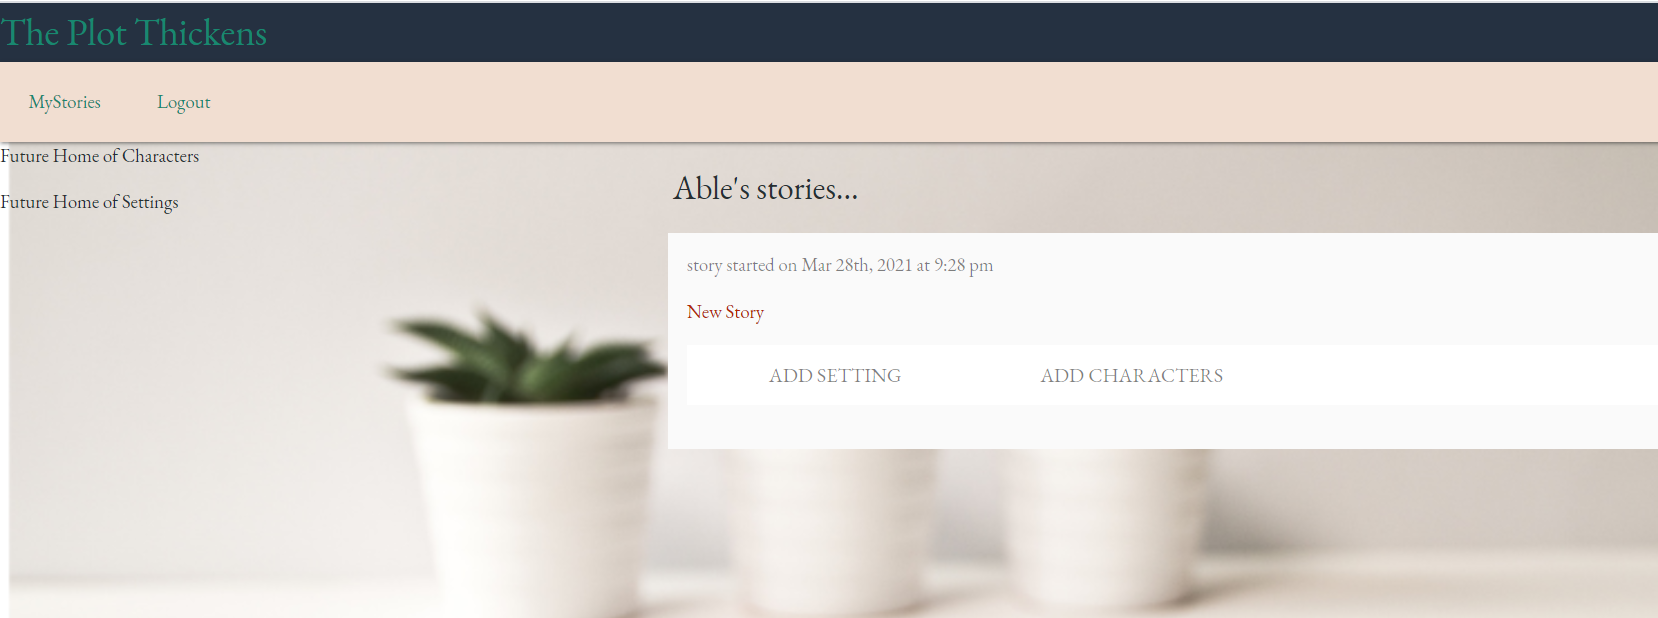 The Plot Thickens
MyStories Logout
Future Home of Characters
Future Home of Settings
Able's stories...
story started on Mar 28th, 2021 at 9:28 pm
New Story
ADD SETTING ADD CHARACTERS